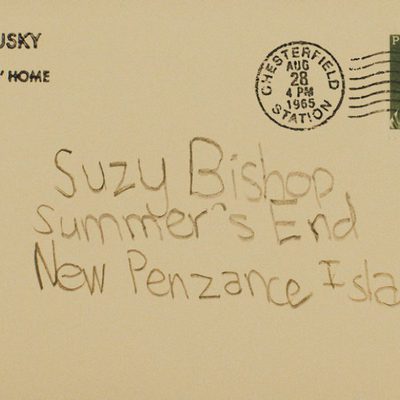 USKY
' HOME
CHESTERFIELD
AUG
28
4 PM
1965
STATION
P
Suzy Bishop
Summer's End
New Penzance Isla